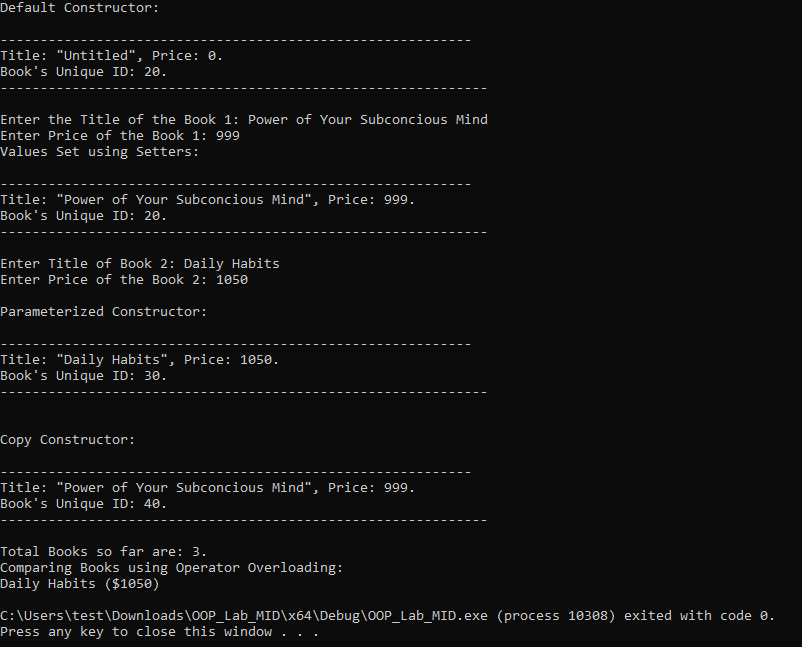 Default Constructor:
-----------------------------------------------------------
Title: "Untitled", Price: 0.
Book's Unique ID: 20.
-------------------------------------------------------------
Enter the Title of the Book 1: Power of Your Subconcious Mind
Enter Price of the Book 1: 999
Values Set using Setters:
-----------------------------------------------------------
Title: "Power of Your Subconcious Mind", Price: 999.
Book's Unique ID: 20.
-------------------------------------------------------------
Enter Title of Book 2: Daily Habits
Enter Price of the Book 2: 1050
Parameterized Constructor:
-----------------------------------------------------------
Title: "Daily Habits", Price: 1050.
Book's Unique ID: 30.
-------------------------------------------------------------
Copy Constructor:
-----------------------------------------------------------
Title: "Power of Your Subconcious Mind", Price: 999.
Book's Unique ID: 40.
-------------------------------------------------------------
Total Books so far are: 3.
Comparing Books using Operator Overloading:
Daily Habits ($1050)
C:\Users\test\Downloads\OOP_Lab_MID\x64\Debug\OOP_Lab_MID.exe (process 10308) exited with code 0.
Press any key to close this window . . .